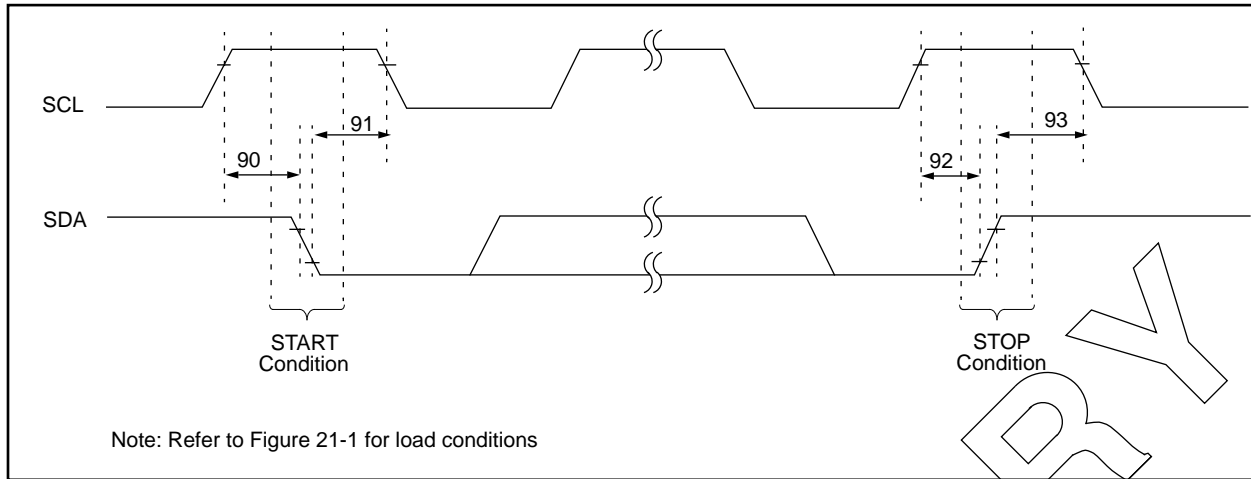 SCL
91
93
90
92
SDA
START
Condition
STOP
Condition
Note: Refer to Figure 21-1 for load conditions
R Y